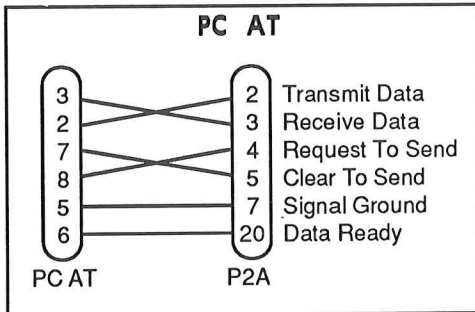 PC AT
3 2 Transmit Data
2 3 Receive Data
7 4 Request To Send
8 5 Clear To Send
5 7 Signal Ground
6 20 Data Ready
PC AT P2A